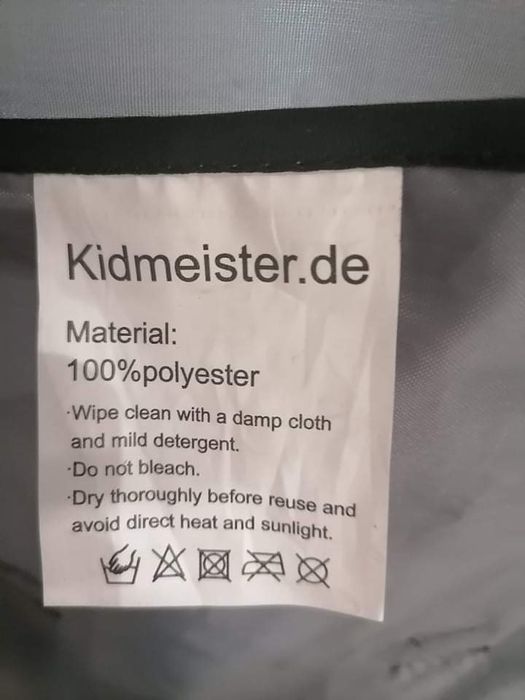 Kidmeister.de
Material:
100%polyester
·Wipe clean with a damp cloth
and mild detergent.
·Do not bleach.
·Dry thoroughly before reuse and
avoid direct heat and sunlight.